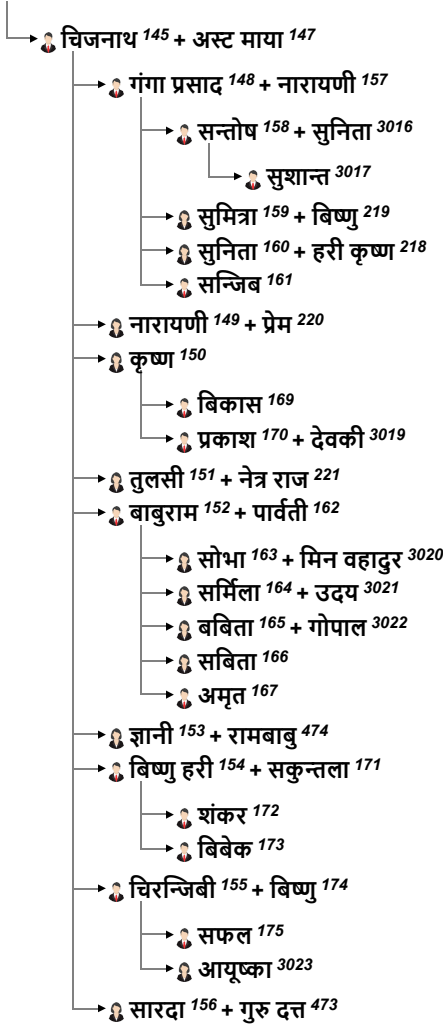 चिजनाथ 145 + अस्ट माया 147
गंगा प्रसाद 148 + नारायणी 157
सन्तोष 158 + सुनिता 3016
सुशान्त 3017
सुमित्रा 159 + बिष्णु 219
सुनिता 160 + हरी कृष्ण 218
सन्जिब 161
नारायणी 149 + प्रेम 220
कृष्ण 150
बिकास 169
प्रकाश 170 + देवकी 3019
तुलसी 151 + नेत्र राज 221
बाबुराम 152 + पार्वती 162
सोभा 163 + मिन वहादुर 3020
सर्मिला 164 + उदय 3021
बबिता 165 + गोपाल 3022
सबिता 166
अमृत 167
ज्ञानी 153 + रामबाबु 474
बिष्णु हरी 154 + सकुन्तला 171
शंकर 172
बिबेक 173
चिरन्जिबी 155 + बिष्णु 174
सफल 175
आयूष्का 3023
सारदा 156 + गुरु दत्त 473